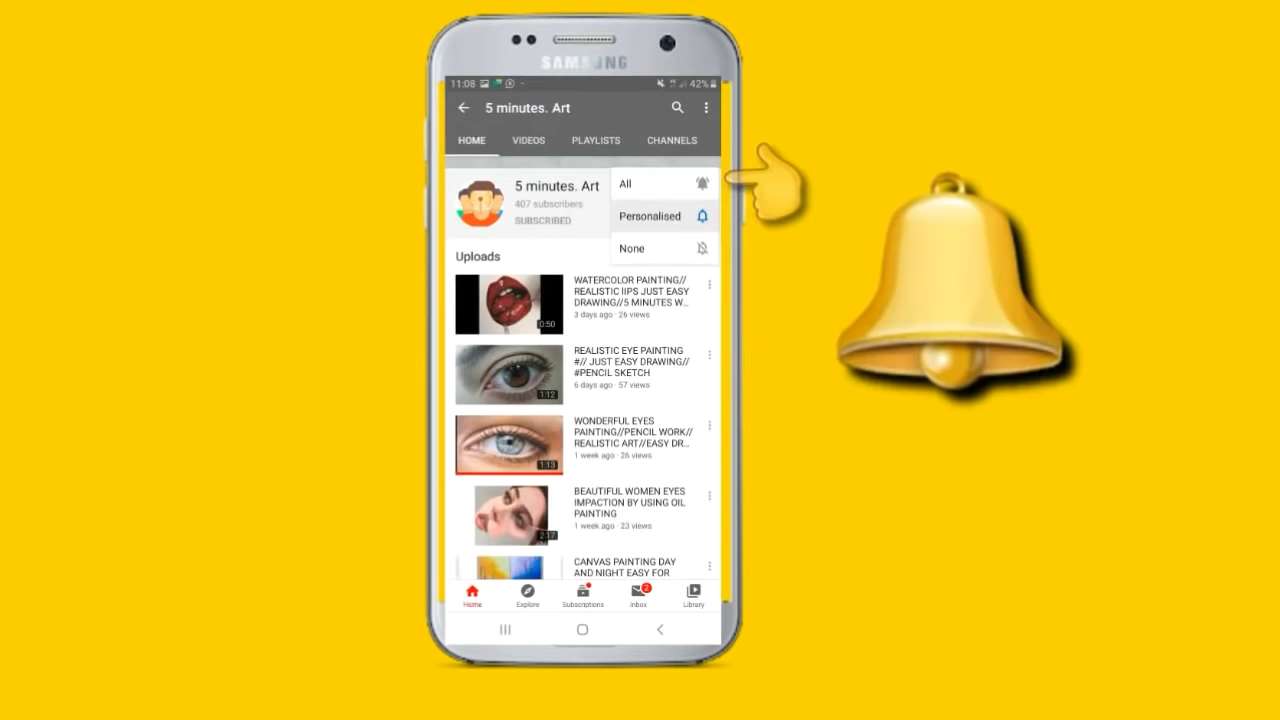 SAMSUNG
11:08 42%
5 minutes. Art
HOME VIDEOS PLAYLISTS CHANNELS
5 minutes. Art
407 subscribers
SUBSCRIBED
All
Personalised
None
Uploads
WATERCOLOR PAINTING//
REALISTIC lIPS JUST EASY
DRAWING//5 MINUTES W...
3 days ago · 26 views
0:50
REALISTIC EYE PAINTING
#// JUST EASY DRAWING//
#PENCIL SKETCH
6 days ago · 57 views
1:12
WONDERFUL EYES
PAINTING//PENCIL WORK//
REALISTIC ART//EASY DR...
1 week ago · 26 views
1:13
BEAUTIFUL WOMEN EYES
IMPACTION BY USING OIL
PAINTING
1 week ago · 23 views
2:17
CANVAS PAINTING DAY
AND NIGHT EASY FOR
Home Explore Subscriptions Inbox 2 Library